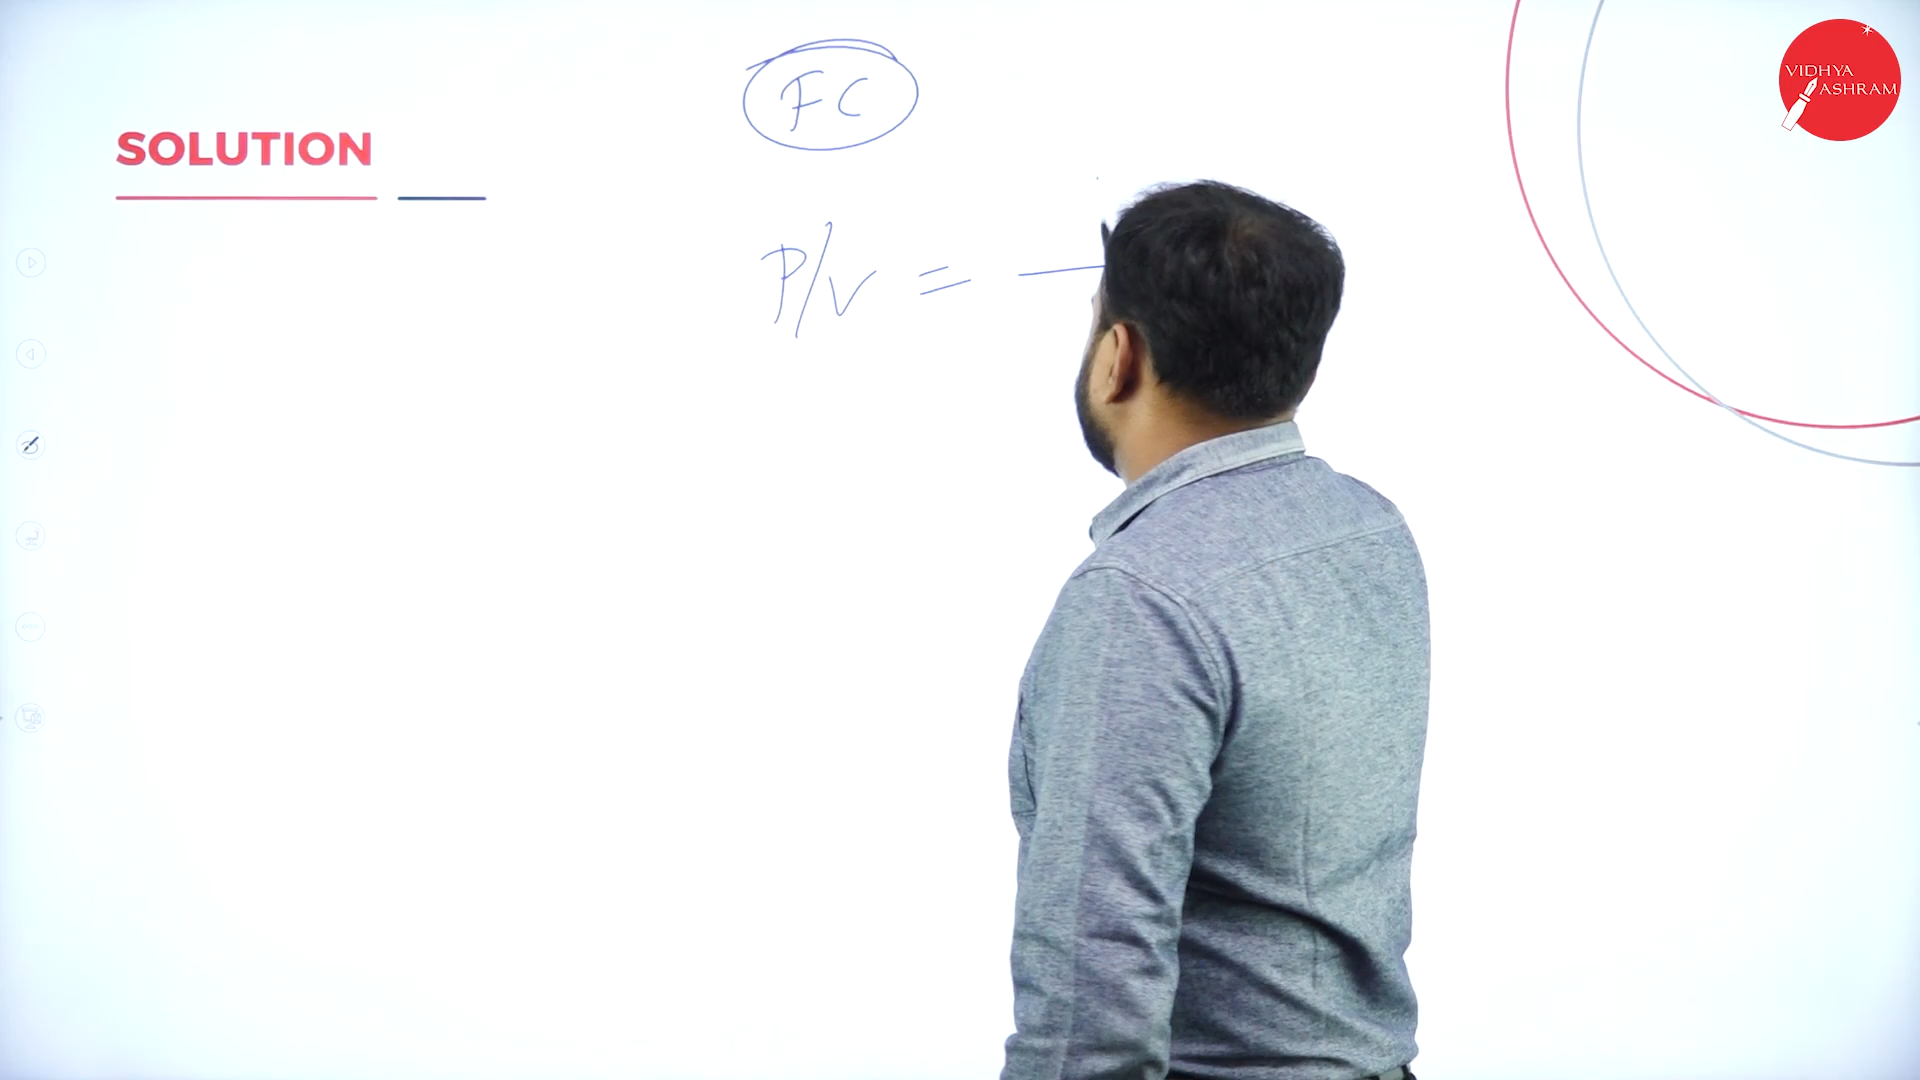 FC
VIDHYA
ASHRAM
SOLUTION
P/V = —